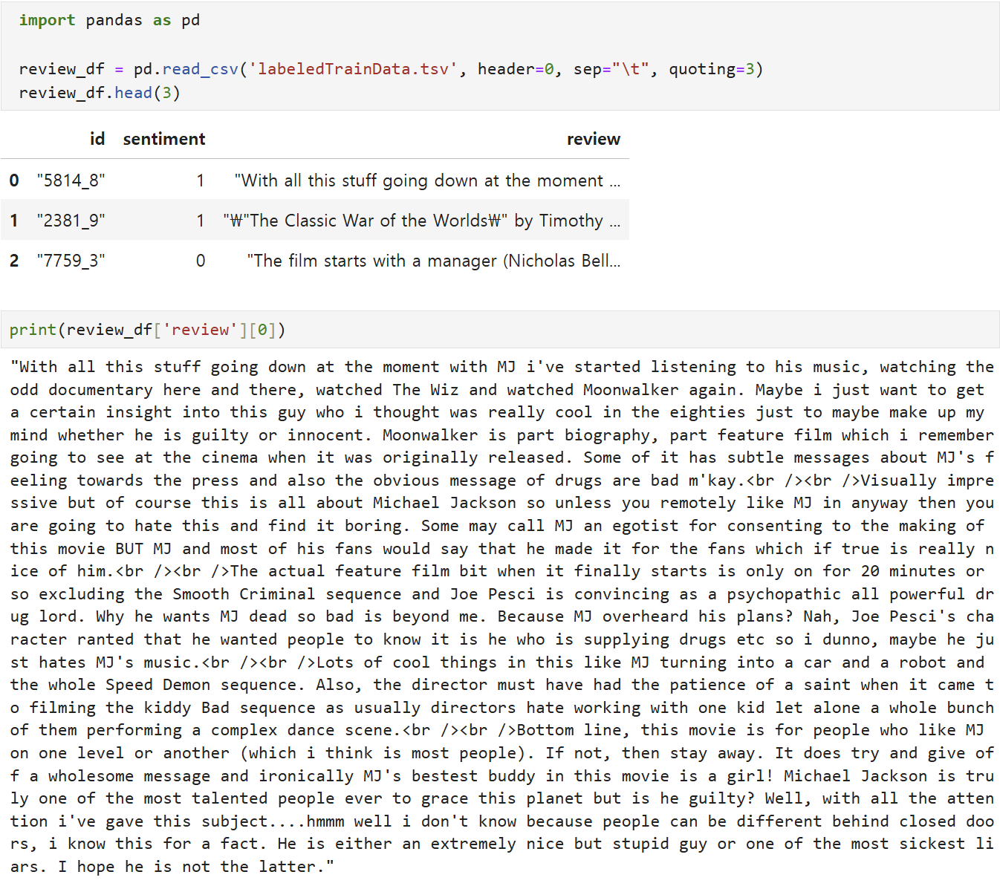 import pandas as pd
review_df = pd.read_csv('labeledTrainData.tsv', header=0, sep="\t", quoting=3)
review_df.head(3)
id sentiment review
0 "5814_8" 1 "With all this stuff going down at the moment ...
1 "2381_9" 1 "₩"The Classic War of the Worlds₩" by Timothy ...
2 "7759_3" 0 "The film starts with a manager (Nicholas Bell...
print(review_df['review'][0])
"With all this stuff going down at the moment with MJ i've started listening to his music, watching the
odd documentary here and there, watched The Wiz and watched Moonwalker again. Maybe i just want to get
a certain insight into this guy who i thought was really cool in the eighties just to maybe make up my
mind whether he is guilty or innocent. Moonwalker is part biography, part feature film which i remember
going to see at the cinema when it was originally released. Some of it has subtle messages about MJ's f
eeling towards the press and also the obvious message of drugs are bad m'kay.<br /><br />Visually impre
ssive but of course this is all about Michael Jackson so unless you remotely like MJ in anyway then you
are going to hate this and find it boring. Some may call MJ an egotist for consenting to the making of
this movie BUT MJ and most of his fans would say that he made it for the fans which if true is really n
ice of him.<br /><br />The actual feature film bit when it finally starts is only on for 20 minutes or
so excluding the Smooth Criminal sequence and Joe Pesci is convincing as a psychopathic all powerful dr
ug lord. Why he wants MJ dead so bad is beyond me. Because MJ overheard his plans? Nah, Joe Pesci's cha
racter ranted that he wanted people to know it is he who is supplying drugs etc so i dunno, maybe he ju
st hates MJ's music.<br /><br />Lots of cool things in this like MJ turning into a car and a robot and
the whole Speed Demon sequence. Also, the director must have had the patience of a saint when it came t
o filming the kiddy Bad sequence as usually directors hate working with one kid let alone a whole bunch
of them performing a complex dance scene.<br /><br />Bottom line, this movie is for people who like MJ
on one level or another (which i think is most people). If not, then stay away. It does try and give of
f a wholesome message and ironically MJ's bestest buddy in this movie is a girl! Michael Jackson is tru
ly one of the most talented people ever to grace this planet but is he guilty? Well, with all the atten
tion i've gave this subject....hmmm well i don't know because people can be different behind closed doo
rs, i know this for a fact. He is either an extremely nice but stupid guy or one of the most sickest li
ars. I hope he is not the latter."